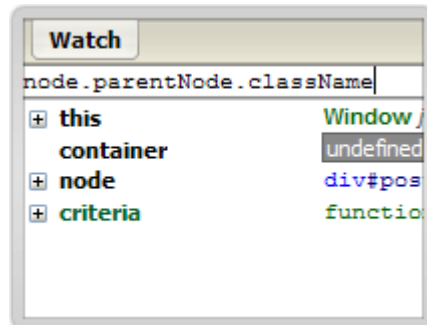 Watch
node.parentNode.className
this Window
container undefined
node div#pos
criteria functio